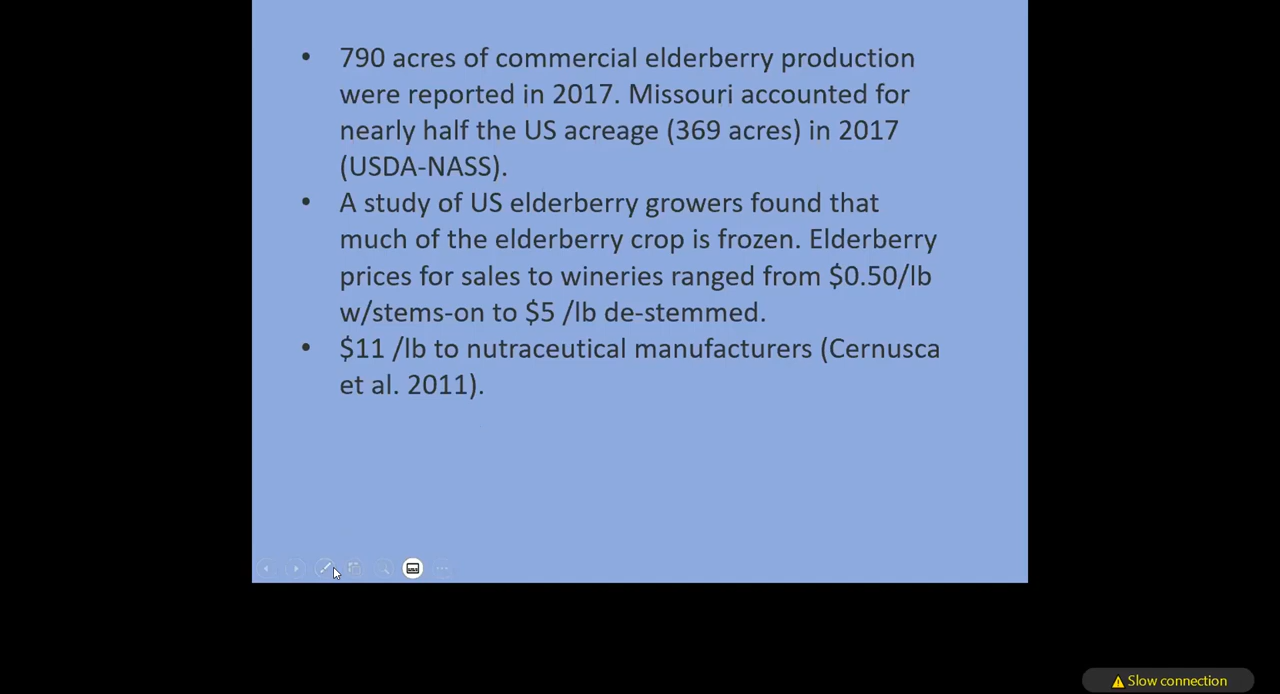 • 790 acres of commercial elderberry production
were reported in 2017. Missouri accounted for
nearly half the US acreage (369 acres) in 2017
(USDA-NASS).
• A study of US elderberry growers found that
much of the elderberry crop is frozen. Elderberry
prices for sales to wineries ranged from $0.50/lb
w/stems-on to $5 /lb de-stemmed.
• $11 /lb to nutraceutical manufacturers (Cernusca
et al. 2011).
Slow connection